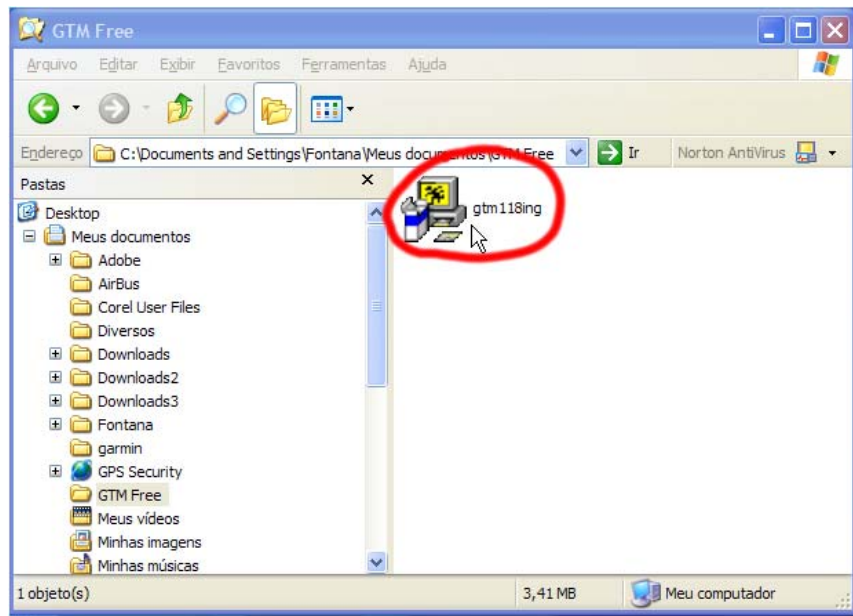 GTM Free
Arquivo Editar Exibir Favoritos Ferramentas Ajuda
Endereço C:\Documents and Settings\Fontana\Meus documentos\GTM Free Ir Norton AntiVirus
Pastas
gtm118ing
Desktop
Meus documentos
Adobe
AirBus
Corel User Files
Diversos
Downloads
Downloads2
Downloads3
Fontana
garmin
GPS Security
GTM Free
Meus vídeos
Minhas imagens
Minhas músicas
1 objeto(s) 3,41 MB Meu computador